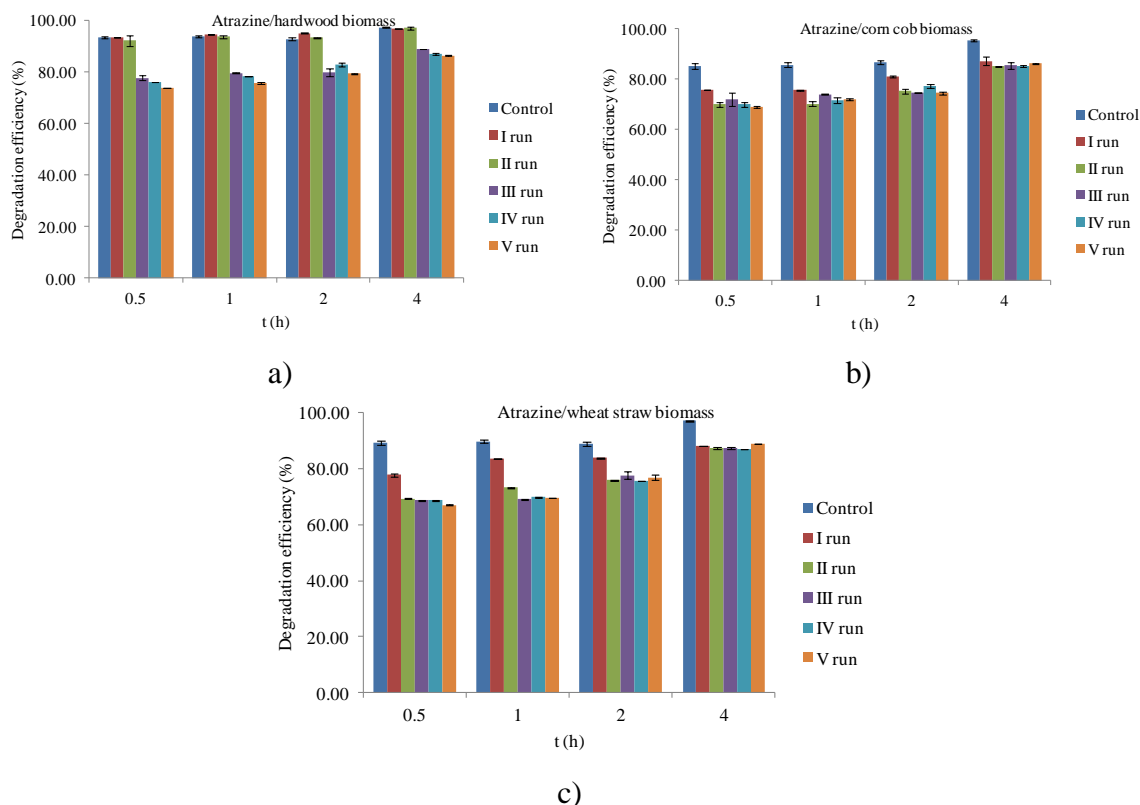 Atrazine/hardwood biomass
Degradation efficiency (%)
100.00
80.00
60.00
40.00
20.00
0.00
0.5 1 2 4
t (h)
Control
I run
II run
III run
IV run
V run
a)
Atrazine/corn cob biomass
Degradation efficiency (%)
100.00
80.00
60.00
40.00
20.00
0.00
0.5 1 2 4
t (h)
Control
I run
II run
III run
IV run
V run
b)
Atrazine/wheat straw biomass
Degradation efficiency (%)
100.00
80.00
60.00
40.00
20.00
0.00
0.5 1 2 4
t (h)
Control
I run
II run
III run
IV run
V run
c)